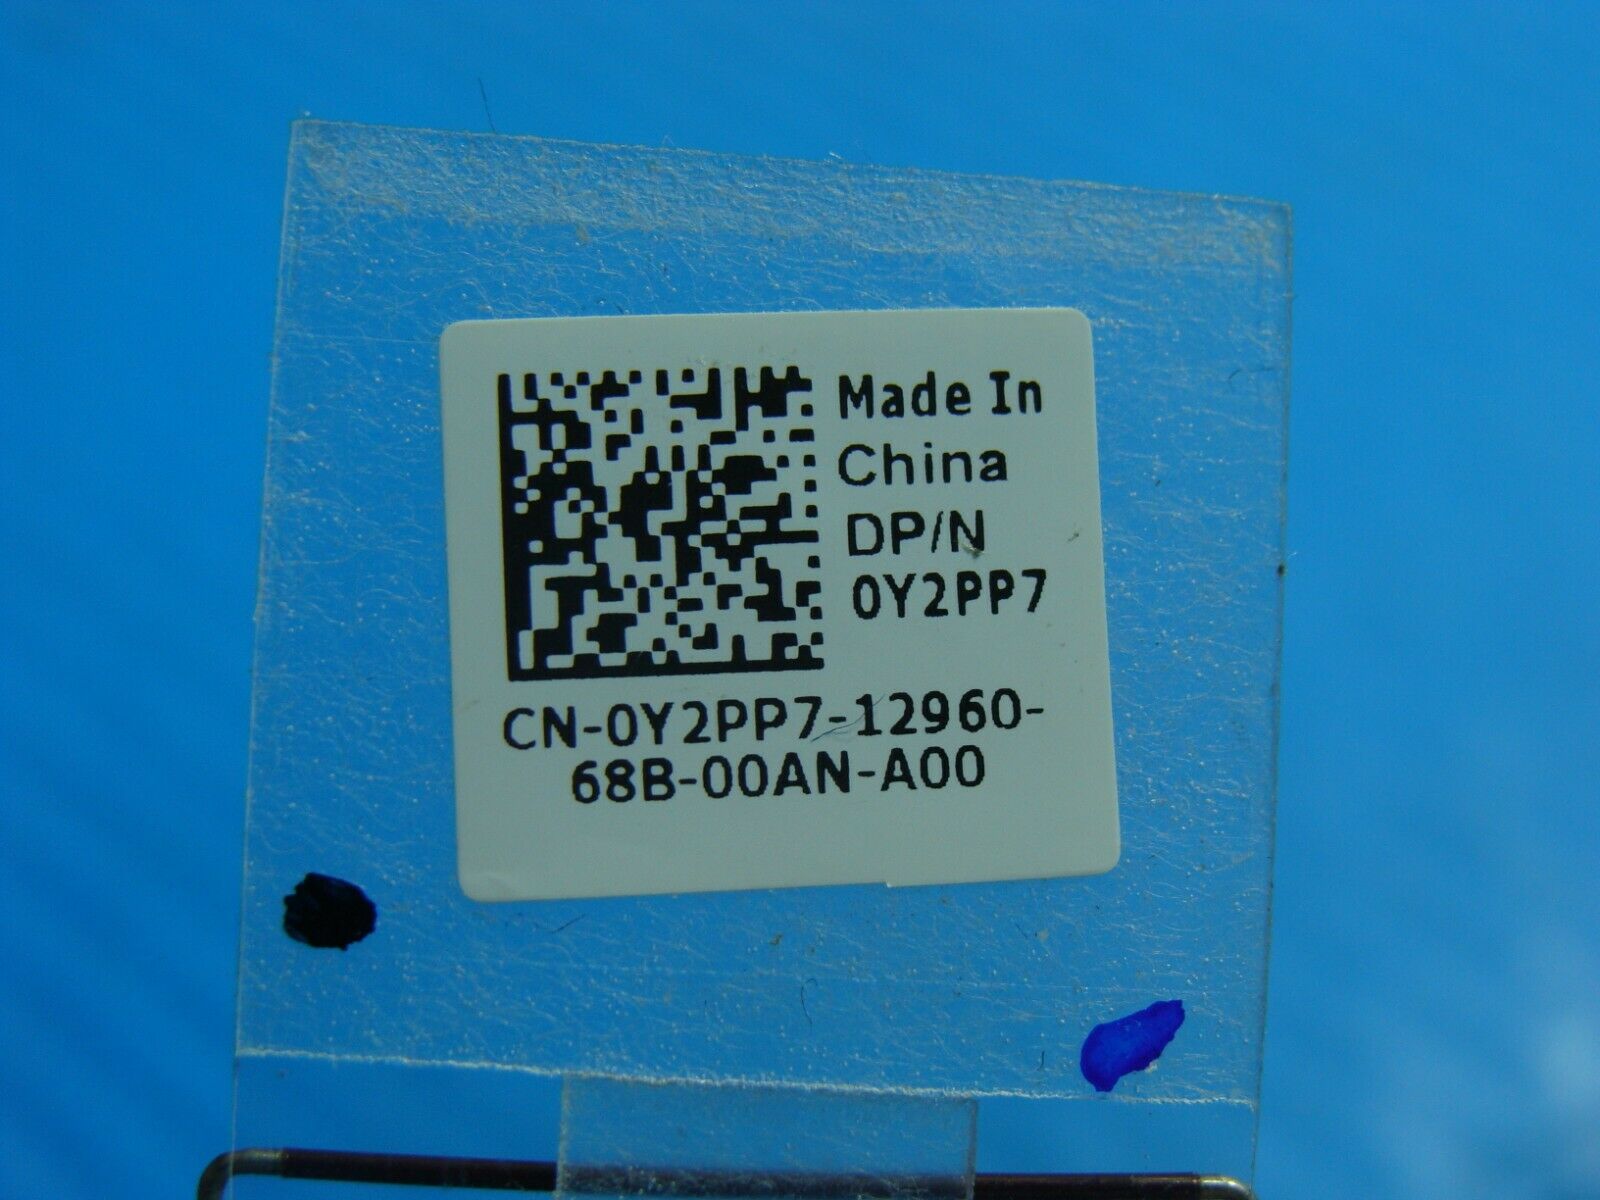 Made In
China
DP/N
0Y2PP7
CN-0Y2PP7-12960-
68B-00AN-A00